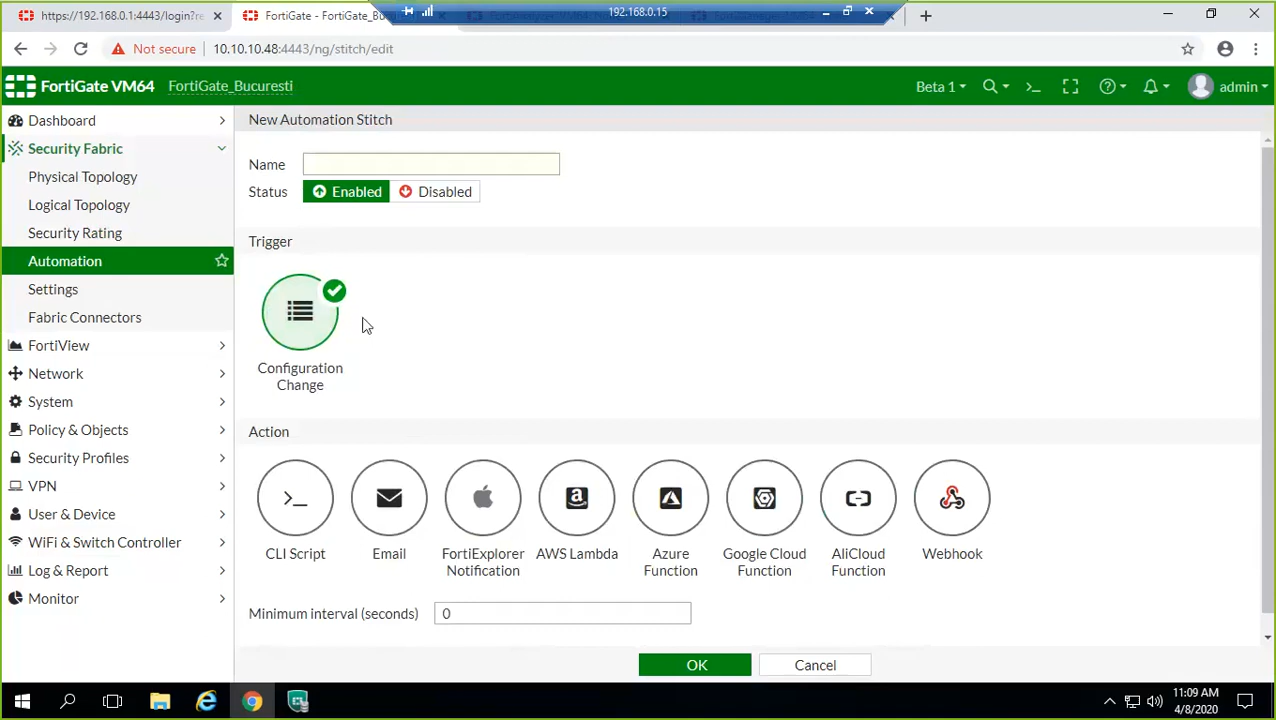 https://192.168.0.1:4443/login?re
FortiGate - FortiGate_Bu
192.168.0.15
Not secure
10.10.10.48:4443/ng/stitch/edit
FortiGate VM64
FortiGate_Bucuresti
Beta 1
admin
Dashboard
New Automation Stitch
Security Fabric
Physical Topology
Logical Topology
Security Rating
Automation
Settings
Fabric Connectors
FortiView
Network
System
Policy & Objects
Security Profiles
VPN
User & Device
WiFi & Switch Controller
Log & Report
Monitor
Name
Status
Enabled
Disabled
Trigger
Configuration
Change
Action
CLI Script
Email
FortiExplorer
Notification
AWS Lambda
Azure
Function
Google Cloud
Function
AliCloud
Function
Webhook
Minimum interval (seconds)
0
OK
Cancel
11:09 AM
4/8/2020